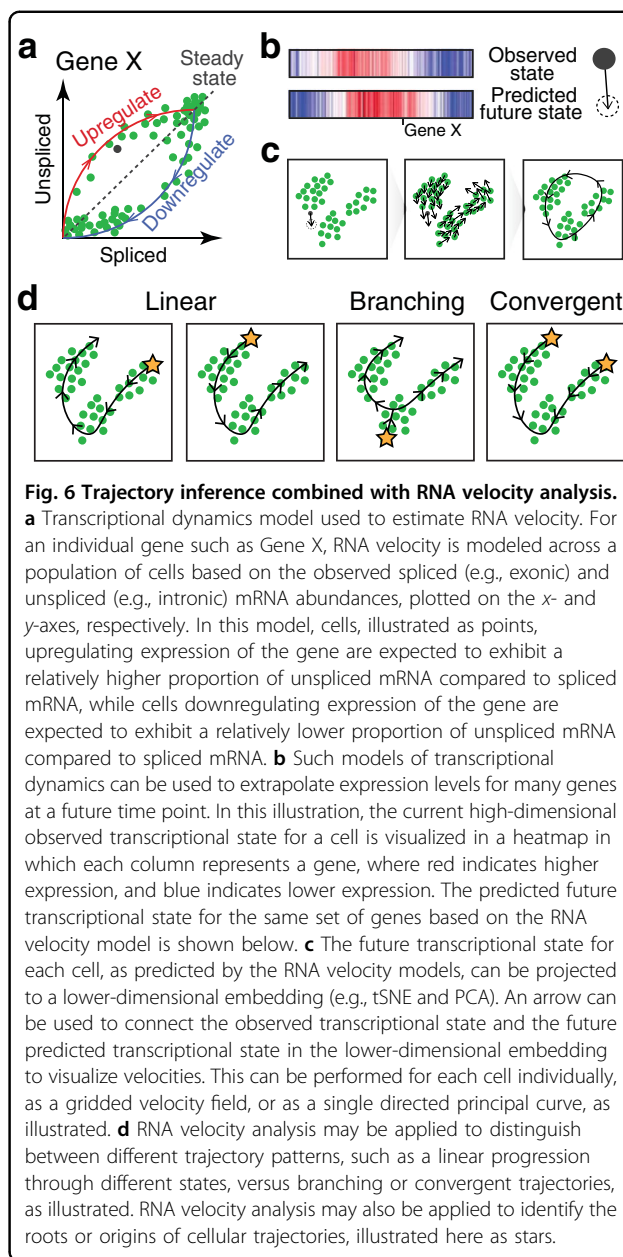 a
Gene X
Steady
state
Upregulate
Downregulate
Unspliced
Spliced
b
Observed
state
Predicted
future state
Gene X
c
d
Linear
Branching
Convergent
Fig. 6 Trajectory inference combined with RNA velocity analysis.
a Transcriptional dynamics model used to estimate RNA velocity. For
an individual gene such as Gene X, RNA velocity is modeled across a
population of cells based on the observed spliced (e.g., exonic) and
unspliced (e.g., intronic) mRNA abundances, plotted on the x- and
y-axes, respectively. In this model, cells, illustrated as points,
upregulating expression of the gene are expected to exhibit a
relatively higher proportion of unspliced mRNA compared to spliced
mRNA, while cells downregulating expression of the gene are
expected to exhibit a relatively lower proportion of unspliced mRNA
compared to spliced mRNA. b Such models of transcriptional
dynamics can be used to extrapolate expression levels for many genes
at a future time point. In this illustration, the current high-dimensional
observed transcriptional state for a cell is visualized in a heatmap in
which each column represents a gene, where red indicates higher
expression, and blue indicates lower expression. The predicted future
transcriptional state for the same set of genes based on the RNA
velocity model is shown below. c The future transcriptional state for
each cell, as predicted by the RNA velocity models, can be projected
to a lower-dimensional embedding (e.g., tSNE and PCA). An arrow can
be used to connect the observed transcriptional state and the future
predicted transcriptional state in the lower-dimensional embedding
to visualize velocities. This can be performed for each cell individually,
as a gridded velocity field, or as a single directed principal curve, as
illustrated. d RNA velocity analysis may be applied to distinguish
between different trajectory patterns, such as a linear progression
through different states, versus branching or convergent trajectories,
as illustrated. RNA velocity analysis may also be applied to identify the
roots or origins of cellular trajectories, illustrated here as stars.